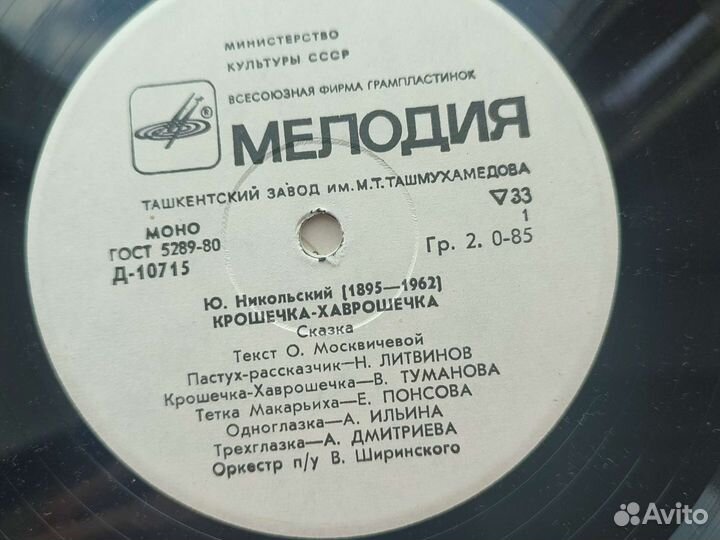 МИНИСТЕРСТВО
КУЛЬТУРЫ СССР
ВСЕСОЮЗНАЯ ФИРМА ГРАМПЛАСТИНОК
®
МЕЛОДИЯ
ТАШКЕНТСКИЙ ЗАВОД ИМ. М.Т. ТАШМУХАМЕДОВА
МОНО
ГОСТ 5289-80
Д-10715
▽33
1
Гр. 2. 0-85
Ю. Никольский (1895—1962)
КРОШЕЧКА-ХАВРОШЕЧКА
Сказка
Текст О. Москвичевой
Пастух-рассказчик—Н. ЛИТВИНОВ
Крошечка-Хаврошечка—В. ТУМАНОВА
Тетка Макарьиха—Е. ПОНСОВА
Одноглазка—А. ИЛЬИНА
Трехглазка—А. ДМИТРИЕВА
Оркестр п/у В. Ширинского
Avito